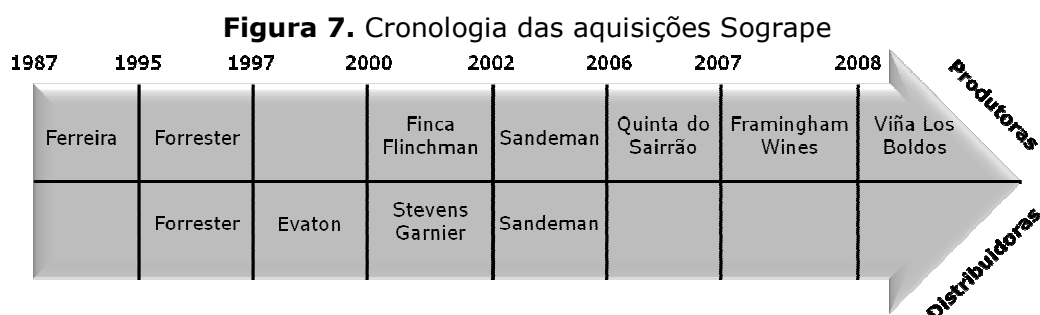 Figura 7. Cronologia das aquisições Sogrape
1987 1995 1997 2000 2002 2006 2007 2008
Produtoras
Ferreira
Forrester
Finca
Flinchman
Sandeman
Quinta do
Sairrão
Framingham
Wines
Viña Los
Boldos
Forrester
Evaton
Stevens
Garnier
Sandeman
Distribuidoras